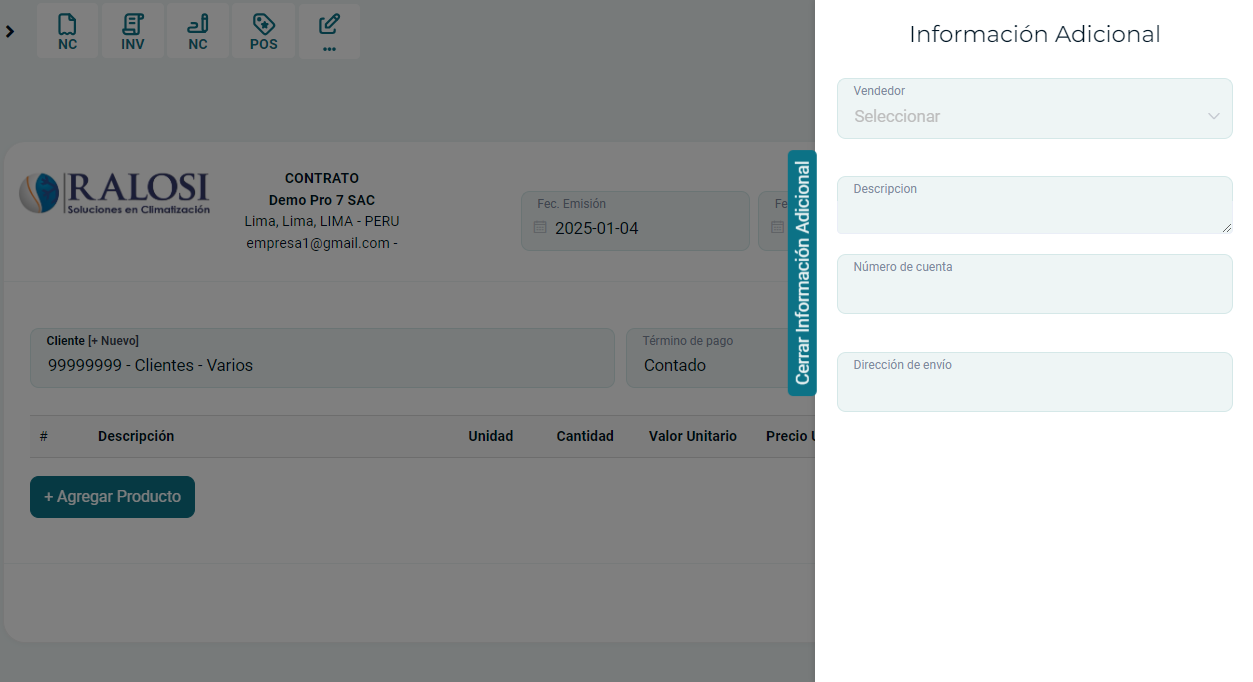 NC
INV
NC
POS
...
RALOSI
Soluciones en Climatización
CONTRATO
Demo Pro 7 SAC
Lima, Lima, LIMA - PERU
empresa1@gmail.com -
Fec. Emisión
2025-01-04
Fe
Cliente [+ Nuevo]
99999999 - Clientes - Varios
Término de pago
Contado
# Descripción Unidad Cantidad Valor Unitario Precio U
+ Agregar Producto
Cerrar Información Adicional
Información Adicional
Vendedor
Seleccionar
Descripcion
Número de cuenta
Dirección de envío